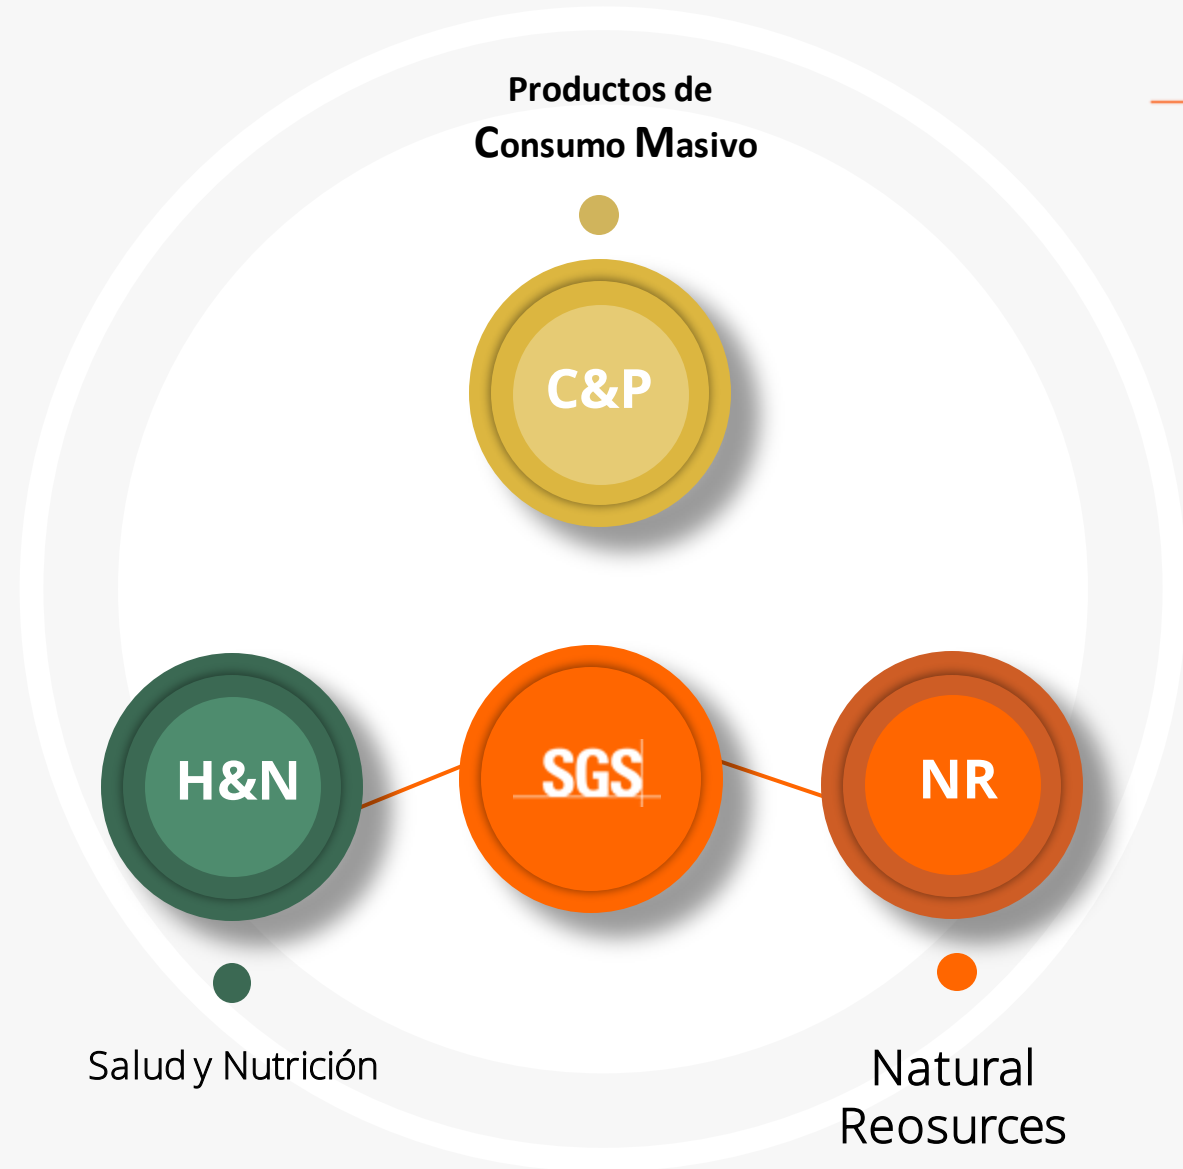 Productos de
Consumo Masivo
C&P
H&N
SGS
NR
Salud y Nutrición
Natural
Reosurces